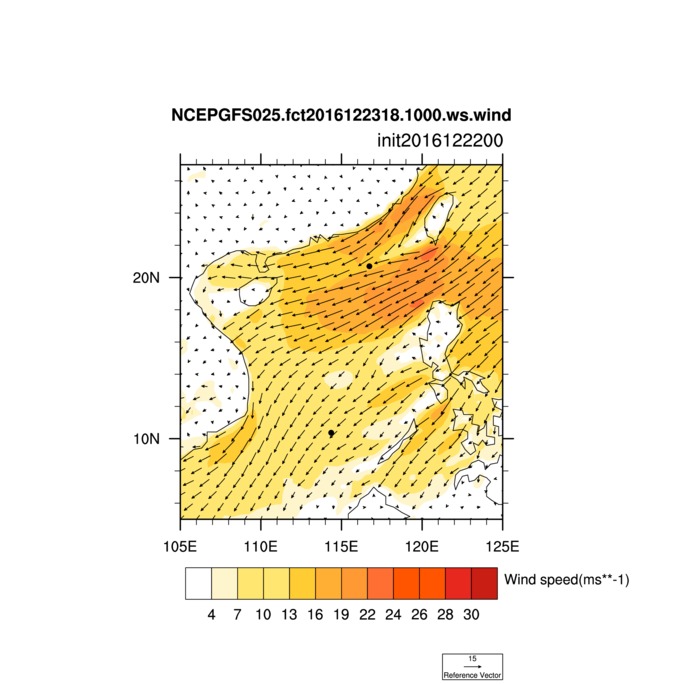 NCEPGFS025.fct2016122318.1000.ws.wind
init2016122200
20N
10N
105E 110E 115E 120E 125E
Wind speed(ms**-1)
4 7 10 13 16 19 22 24 26 28 30
15
Reference Vector